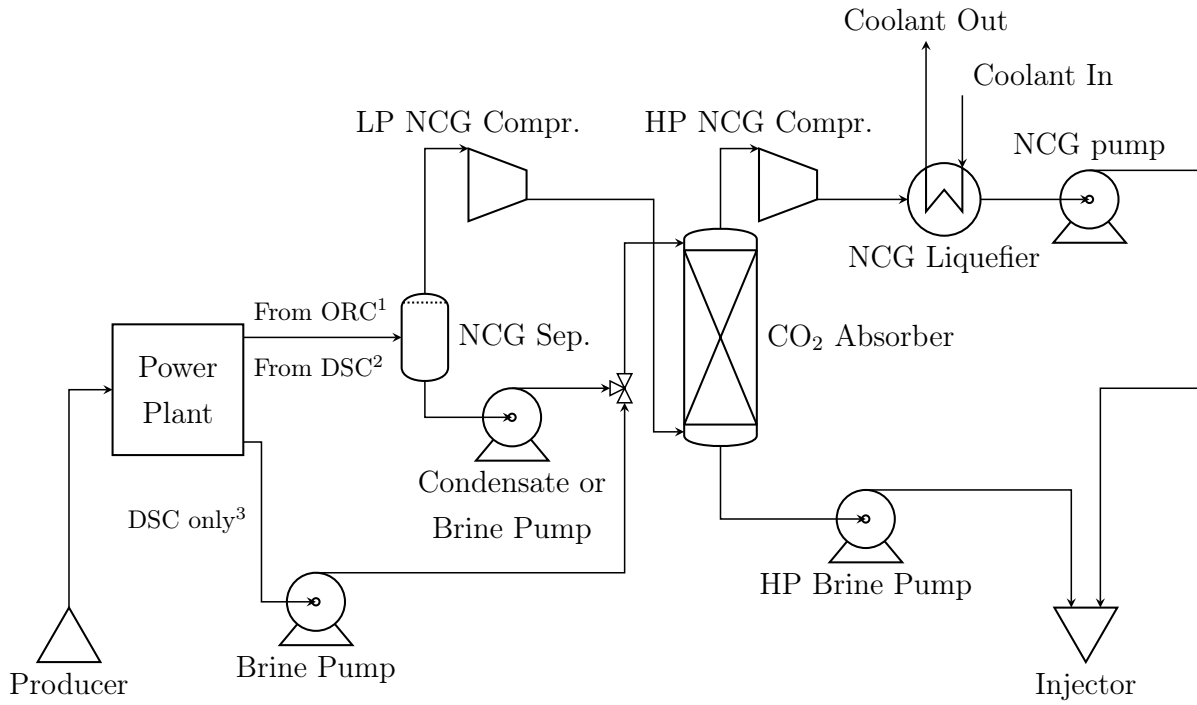 Coolant Out
Coolant In
LP NCG Compr.
HP NCG Compr.
NCG pump
NCG Liquefier
From ORC¹
NCG Sep.
CO₂ Absorber
Power
Plant
From DSC²
Condensate or
Brine Pump
DSC only³
HP Brine Pump
Brine Pump
Producer
Injector